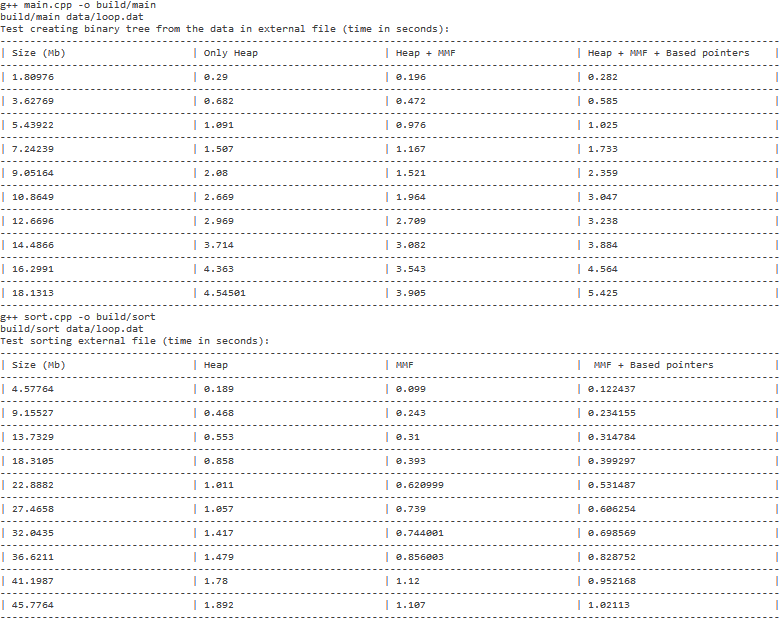 g++ main.cpp -o build/main
build/main data/loop.dat
Test creating binary tree from the data in external file (time in seconds):
| Size (Mb) | Only Heap | Heap + MMF | Heap + MMF + Based pointers |
| 1.80976 | 0.29 | 0.196 | 0.282 |
| 3.62769 | 0.682 | 0.472 | 0.585 |
| 5.43922 | 1.091 | 0.976 | 1.025 |
| 7.24239 | 1.507 | 1.167 | 1.733 |
| 9.05164 | 2.08 | 1.521 | 2.359 |
| 10.8649 | 2.669 | 1.964 | 3.047 |
| 12.6696 | 2.969 | 2.709 | 3.238 |
| 14.4866 | 3.714 | 3.082 | 3.884 |
| 16.2991 | 4.363 | 3.543 | 4.564 |
| 18.1313 | 4.54501 | 3.905 | 5.425 |
g++ sort.cpp -o build/sort
build/sort data/loop.dat
Test sorting external file (time in seconds):
| Size (Mb) | Heap | MMF | MMF + Based pointers |
| 4.57764 | 0.189 | 0.099 | 0.122437 |
| 9.15527 | 0.468 | 0.243 | 0.234155 |
| 13.7329 | 0.553 | 0.31 | 0.314784 |
| 18.3105 | 0.858 | 0.393 | 0.399297 |
| 22.8882 | 1.011 | 0.620999 | 0.531487 |
| 27.4658 | 1.057 | 0.739 | 0.606254 |
| 32.0435 | 1.417 | 0.744001 | 0.698569 |
| 36.6211 | 1.479 | 0.856003 | 0.828752 |
| 41.1987 | 1.78 | 1.12 | 0.952168 |
| 45.7764 | 1.892 | 1.107 | 1.02113 |